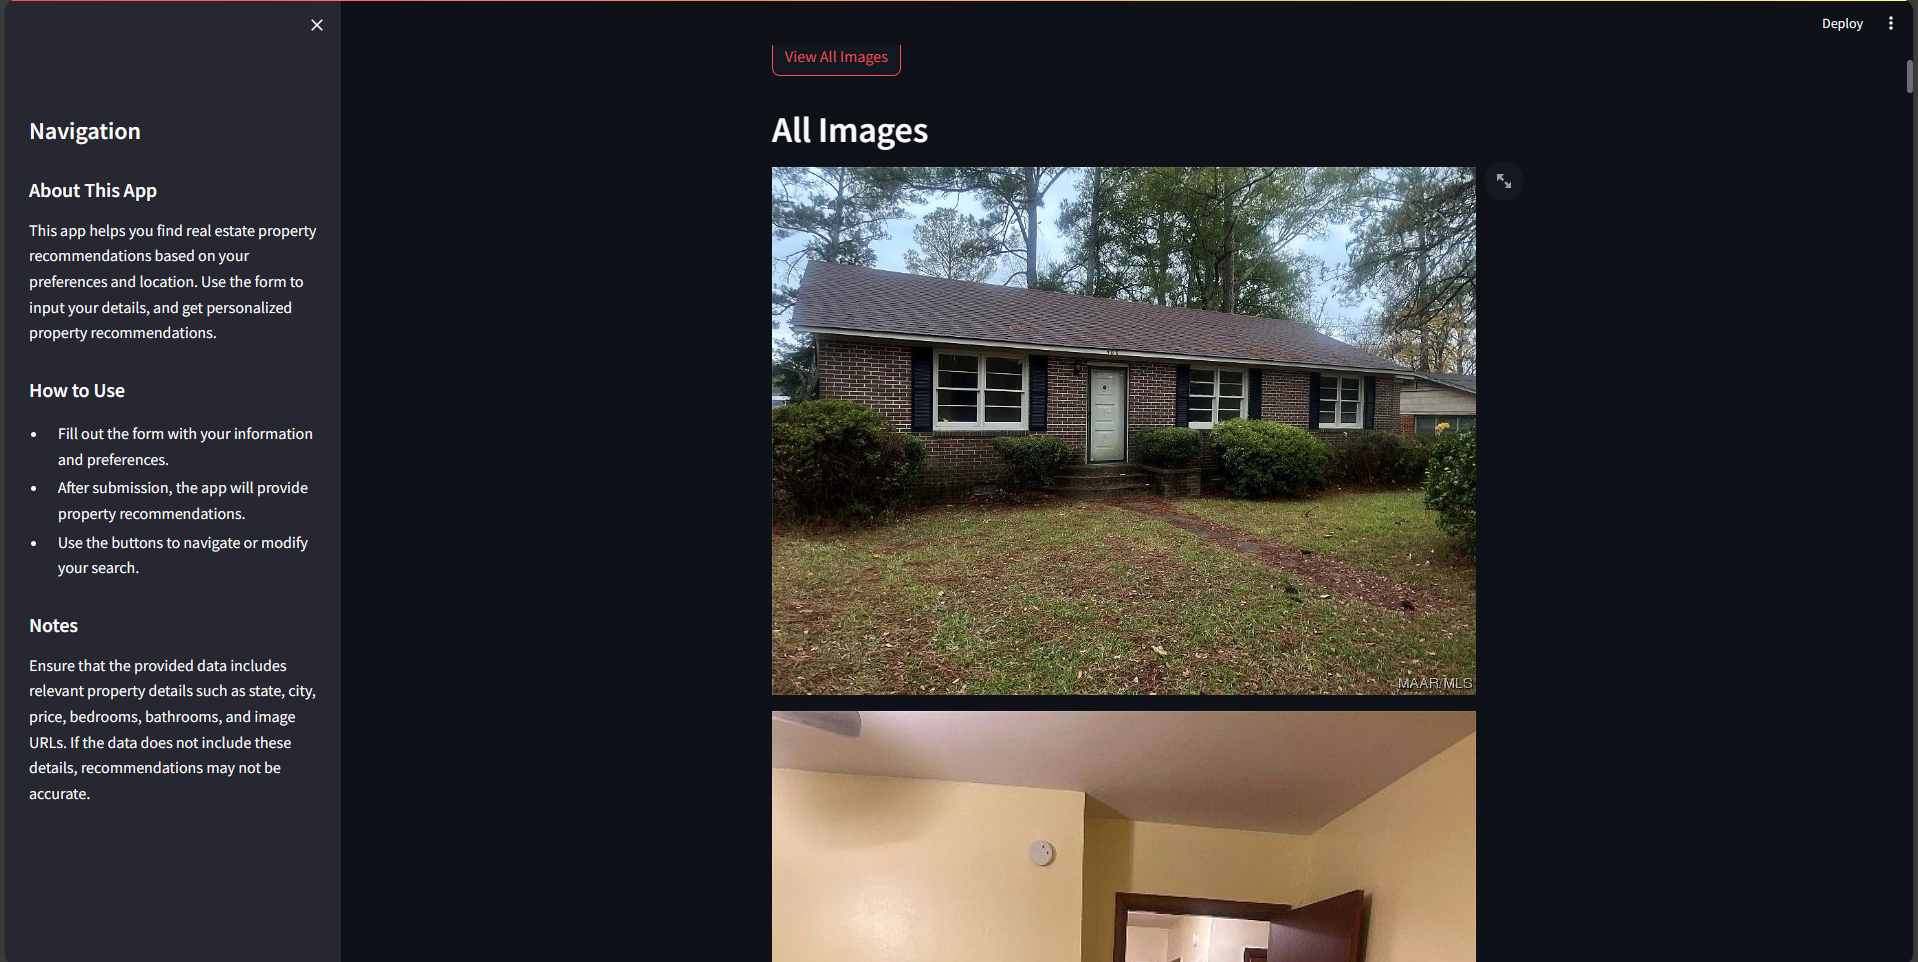 Deploy
View All Images
Navigation
About This App
This app helps you find real estate property
recommendations based on your
preferences and location. Use the form to
input your details, and get personalized
property recommendations.
How to Use
Fill out the form with your information
and preferences.
After submission, the app will provide
property recommendations.
Use the buttons to navigate or modify
your search.
Notes
Ensure that the provided data includes
relevant property details such as state, city,
price, bedrooms, bathrooms, and image
URLs. If the data does not include these
details, recommendations may not be
accurate.
All Images
MAAR/MLS